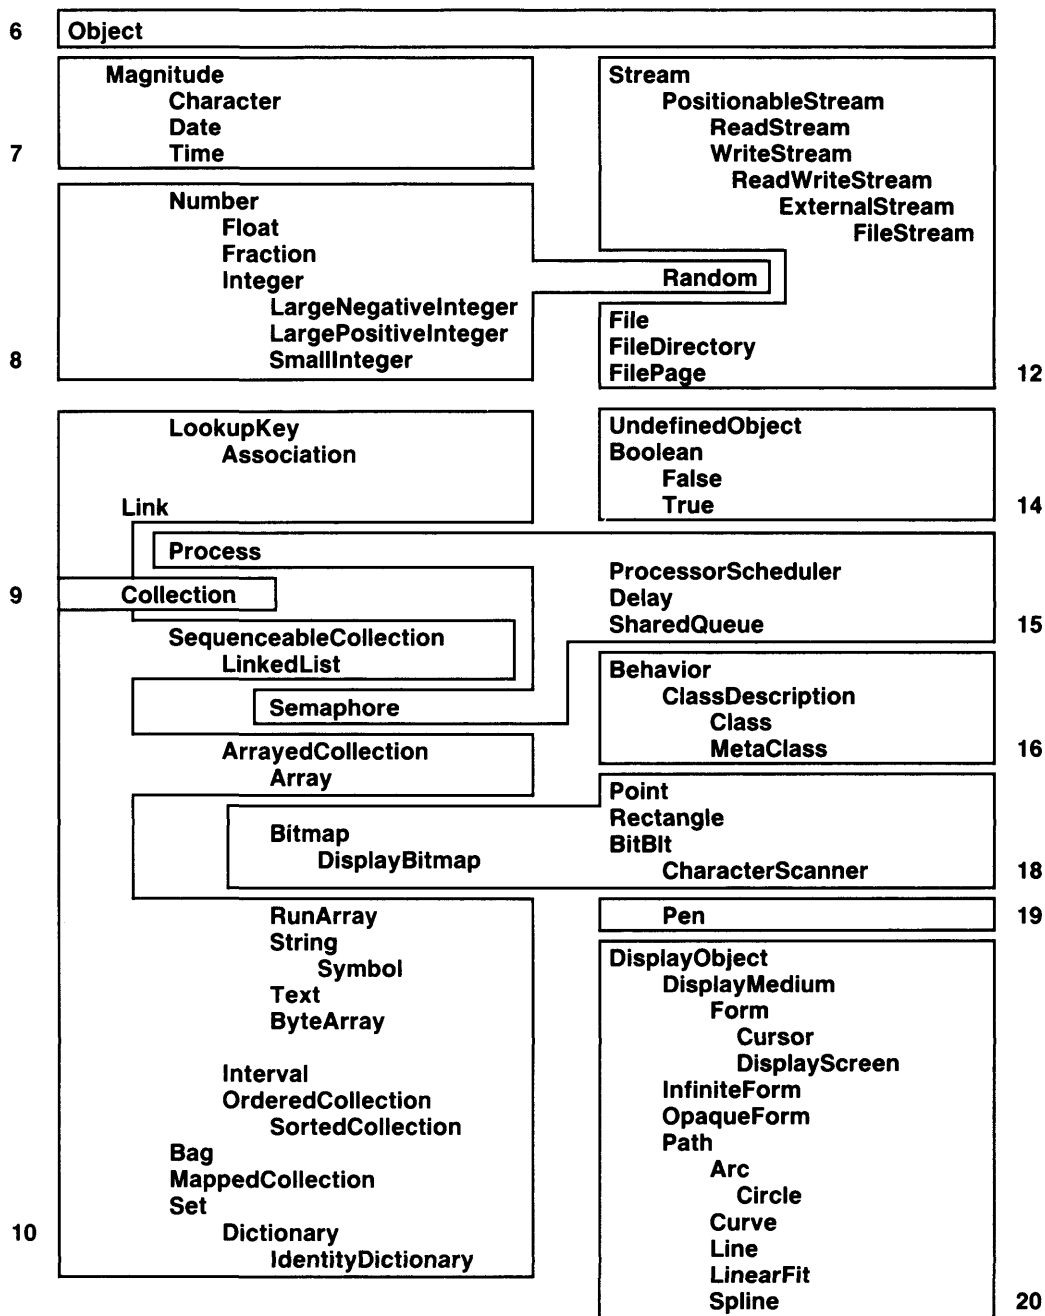 6 Object
Magnitude
Character
Date
7 Time
Number
Float
Fraction
Integer
LargeNegativeInteger
LargePositiveInteger
8 SmallInteger
LookupKey
Association
Link
Process
9 Collection
SequenceableCollection
LinkedList
Semaphore
ArrayedCollection
Array
Bitmap
DisplayBitmap
RunArray
String
Symbol
Text
ByteArray
Interval
OrderedCollection
SortedCollection
Bag
MappedCollection
Set
10 Dictionary
IdentityDictionary
Stream
PositionableStream
ReadStream
WriteStream
ReadWriteStream
ExternalStream
FileStream
Random
File
FileDirectory
FilePage 12
UndefinedObject
Boolean
False
True 14
ProcessorScheduler
Delay
SharedQueue 15
Behavior
ClassDescription
Class
MetaClass 16
Point
Rectangle
BitBlt
CharacterScanner 18
Pen 19
DisplayObject
DisplayMedium
Form
Cursor
DisplayScreen
InfiniteForm
OpaqueForm
Path
Arc
Circle
Curve
Line
LinearFit
Spline 20